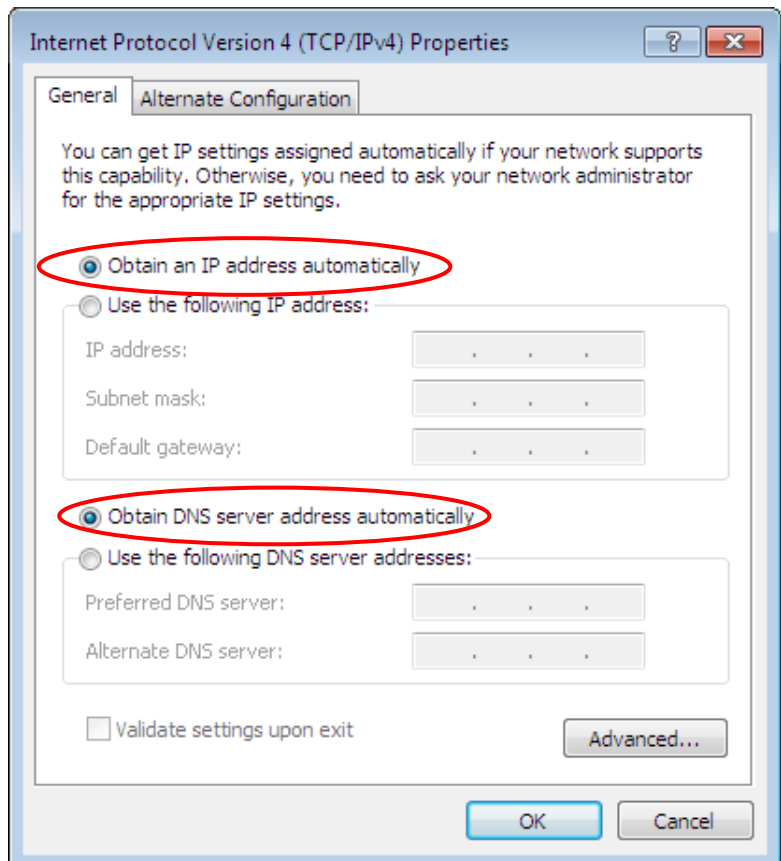 Internet Protocol Version 4 (TCP/IPv4) Properties
General
Alternate Configuration
You can get IP settings assigned automatically if your network supports
this capability. Otherwise, you need to ask your network administrator
for the appropriate IP settings.
Obtain an IP address automatically
Use the following IP address:
IP address:
Subnet mask:
Default gateway:
Obtain DNS server address automatically
Use the following DNS server addresses:
Preferred DNS server:
Alternate DNS server:
Validate settings upon exit
Advanced...
OK
Cancel